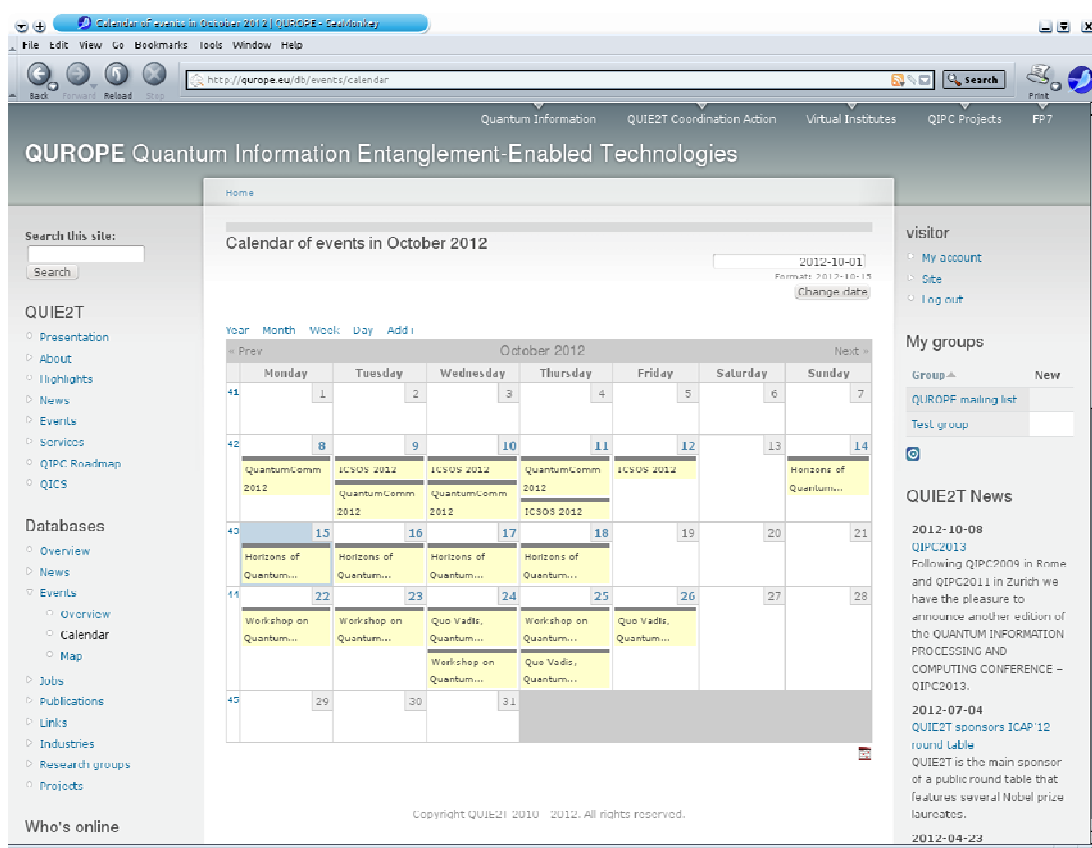 Calendar of events in October 2012 | QUROPE - SeaMonkey
File Edit View Go Bookmarks Tools Window Help
Back Forward Reload Stop
http://qurope.eu/db/events/calendar
Search
Print
Quantum Information QUIE2T Coordination Action Virtual Institutes QIPC Projects FP7
QUROPE Quantum Information Entanglement-Enabled Technologies
Home
Search this site:
Search
QUIE2T
Presentation
About
Highlights
News
Events
Services
QIPC Roadmap
QICS
Databases
Overview
News
Events
Overview
Calendar
Map
Jobs
Publications
Links
Industries
Research groups
Projects
Who's online
Calendar of events in October 2012
2012-10-01
Format: 2012-10-15
Change date
Year Month Week Day Add+
« Prev October 2012 Next »
Monday Tuesday Wednesday Thursday Friday Saturday Sunday
41 1 2 3 4 5 6 7
42 8 9 10 11 12 13 14
QuantumComm ICSOS 2012 ICSOS 2012 QuantumComm ICSOS 2012 Horizons of
2012 QuantumComm QuantumComm 2012 Quantum...
2012 2012 ICSOS 2012
43 15 16 17 18 19 20 21
Horizons of Horizons of Horizons of Horizons of
Quantum... Quantum... Quantum... Quantum...
44 22 23 24 25 26 27 28
Workshop on Workshop on Quo Vadis, Workshop on Quo Vadis,
Quantum... Quantum... Quantum... Quantum... Quantum...
Workshop on Quo Vadis,
Quantum... Quantum...
45 29 30 31
Copyright QUIE2T 2010 - 2012. All rights reserved.
visitor
My account
Site
Log out
My groups
Group New
QUROPE mailing list
Test group
QUIE2T News
2012-10-08
QIPC2013
Following QIPC2009 in Rome
and QIPC2011 in Zurich we
have the pleasure to
announce another edition of
the QUANTUM INFORMATION
PROCESSING AND
COMPUTING CONFERENCE –
QIPC2013.
2012-07-04
QUIE2T sponsors ICAP'12
round table
QUIE2T is the main sponsor
of a public round table that
features several Nobel prize
laureates.
2012-04-23